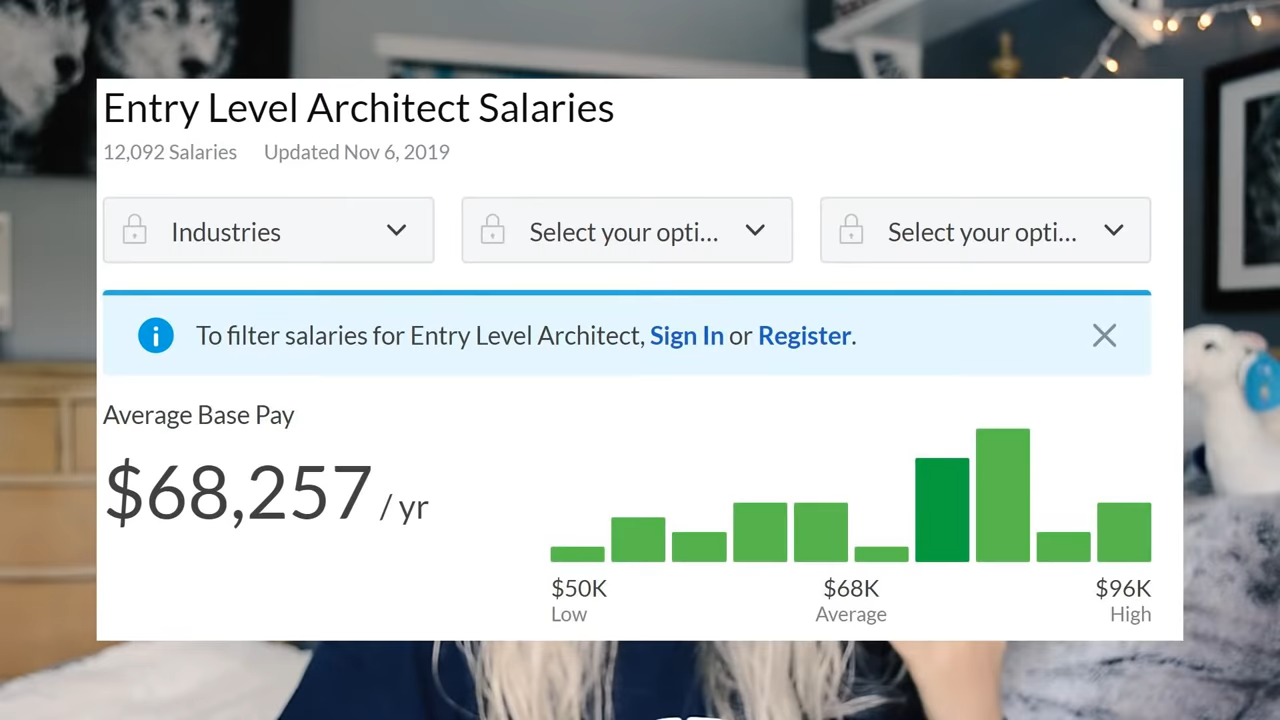 Entry Level Architect Salaries
12,092 Salaries Updated Nov 6, 2019
Industries Select your opti... Select your opti...
To filter salaries for Entry Level Architect, Sign In or Register.
Average Base Pay
$68,257 / yr
$50K $68K $96K
Low Average High